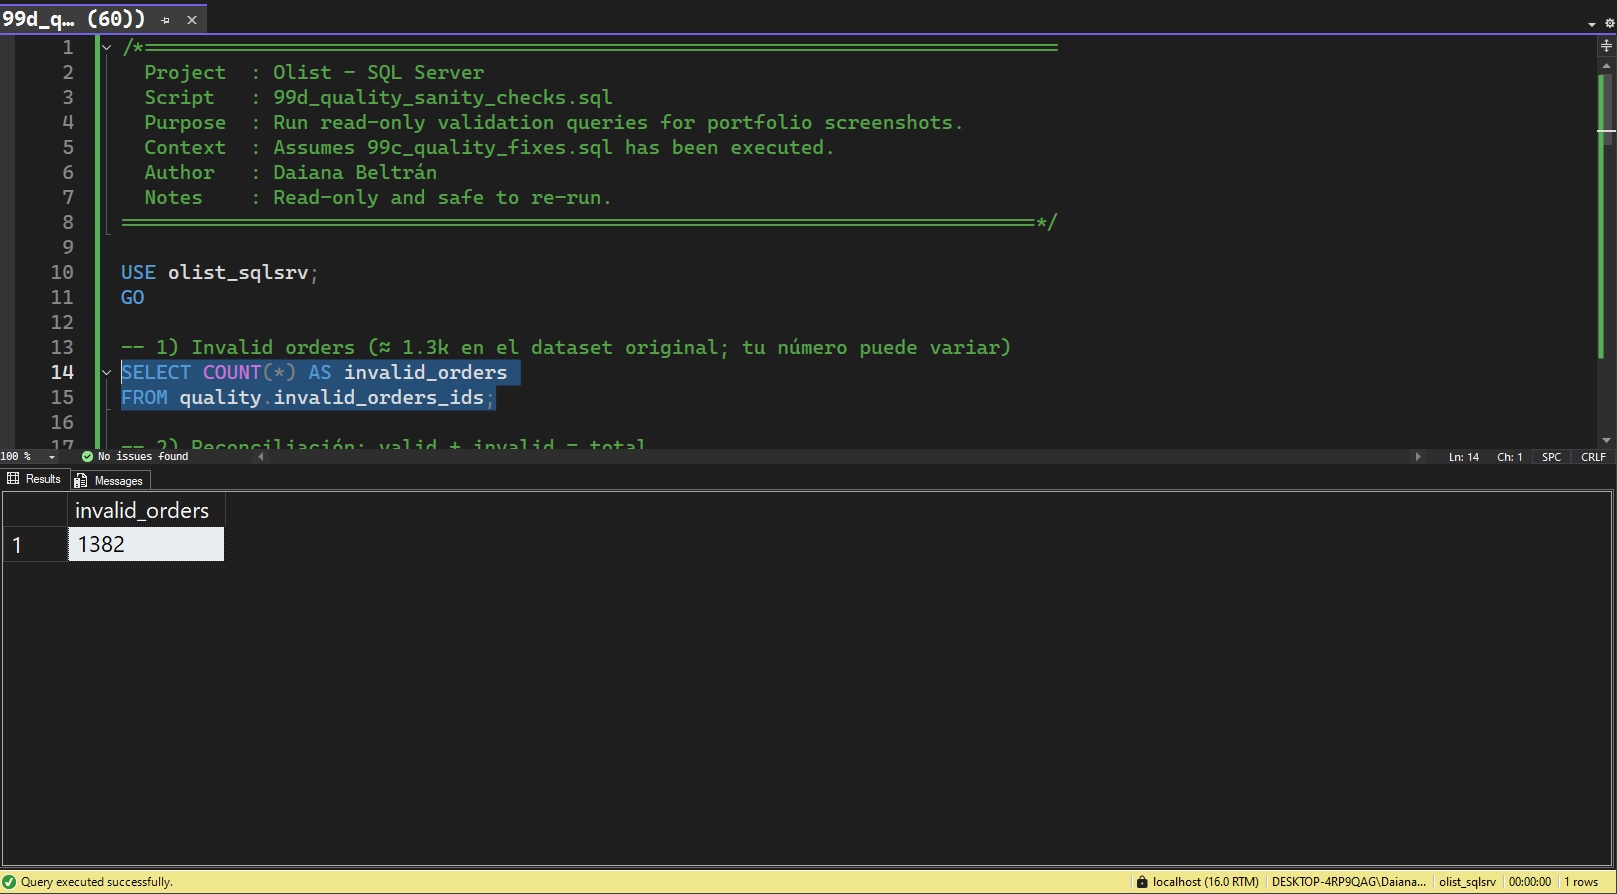 99d_q... (60))
1 /*==============================================================================
2 Project : Olist - SQL Server
3 Script : 99d_quality_sanity_checks.sql
4 Purpose : Run read-only validation queries for portfolio screenshots.
5 Context : Assumes 99c_quality_fixes.sql has been executed.
6 Author : Daiana Beltrán
7 Notes : Read-only and safe to re-run.
8 ==============================================================================*/
9
10 USE olist_sqlsrv;
11 GO
12
13 -- 1) Invalid orders (≈ 1.3k en el dataset original; tu número puede variar)
14 SELECT COUNT(*) AS invalid_orders
15 FROM quality.invalid_orders_ids;
16
17 -- 2) Reconciliación: valid + invalid = total
100 % No issues found Ln: 14 Ch: 1 SPC CRLF
Results Messages
invalid_orders
1 1382
Query executed successfully. localhost (16.0 RTM) DESKTOP-4RP9QAG\Daiana... olist_sqlsrv 00:00:00 1 rows